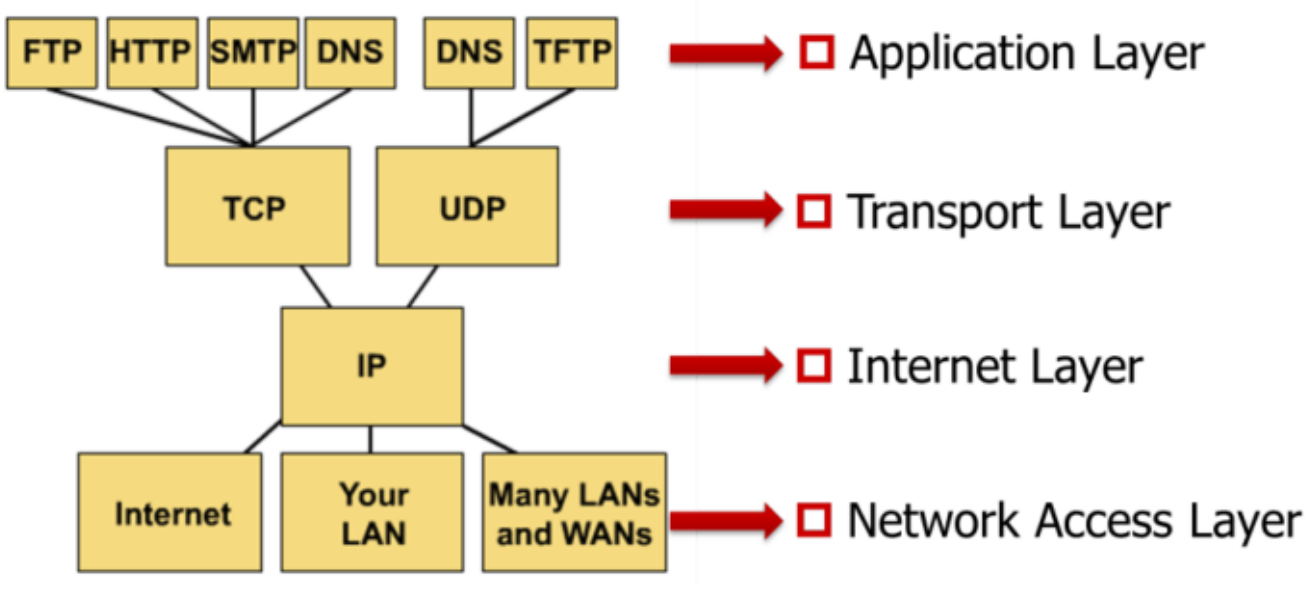 FTP HTTP SMTP DNS DNS TFTP Application Layer
TCP UDP Transport Layer
IP Internet Layer
Internet
Your
LAN
Many LANs
and WANs
Network Access Layer